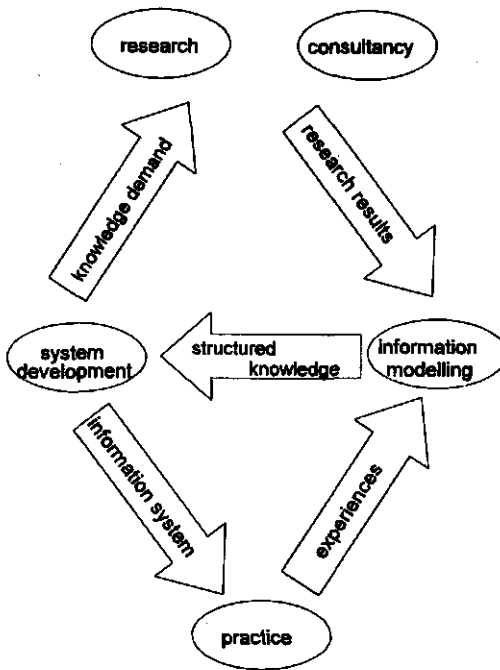 research
consultancy
knowledge demand
research results
system
development
structured
knowledge
information
modelling
information system
experiences
practice